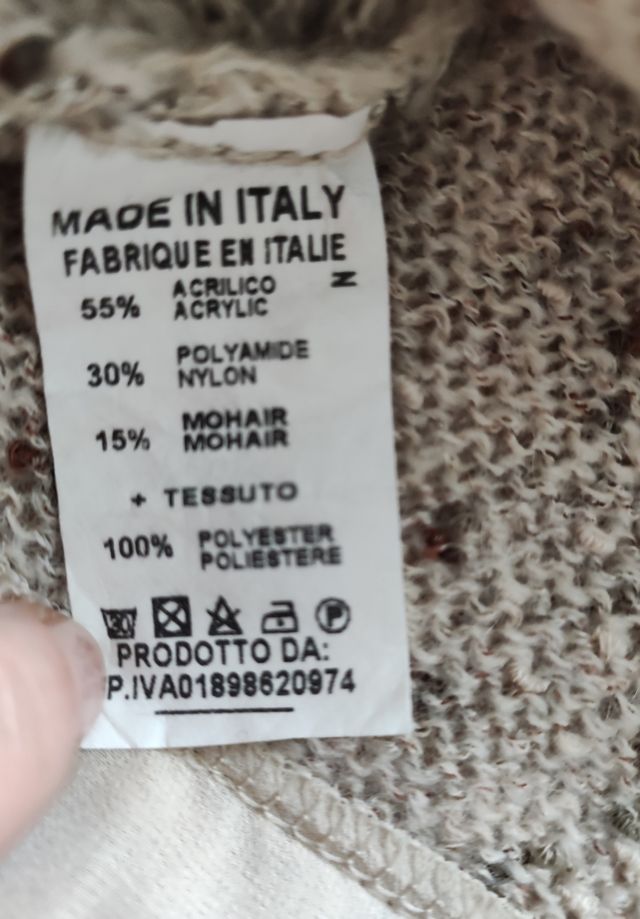 MADE IN ITALY
FABRIQUE EN ITALIE
N
55% ACRILICO
ACRYLIC
30% POLYAMIDE
NYLON
15% MOHAIR
MOHAIR
+ TESSUTO
100% POLYESTER
POLIESTERE
30 P
PRODOTTO DA:
P.IVA01898620974